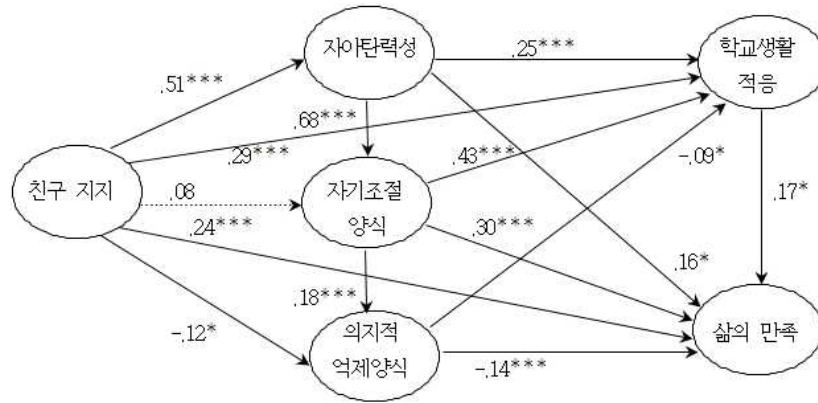 자아탄력성
.25***
학교생활
적응
.51***
.68***
.29***
.43***
-.09*
친구 지지
.08
자기조절
양식
.17*
.24***
.30***
.16*
.18***
-.12*
의지적
억제양식
-.14***
삶의 만족